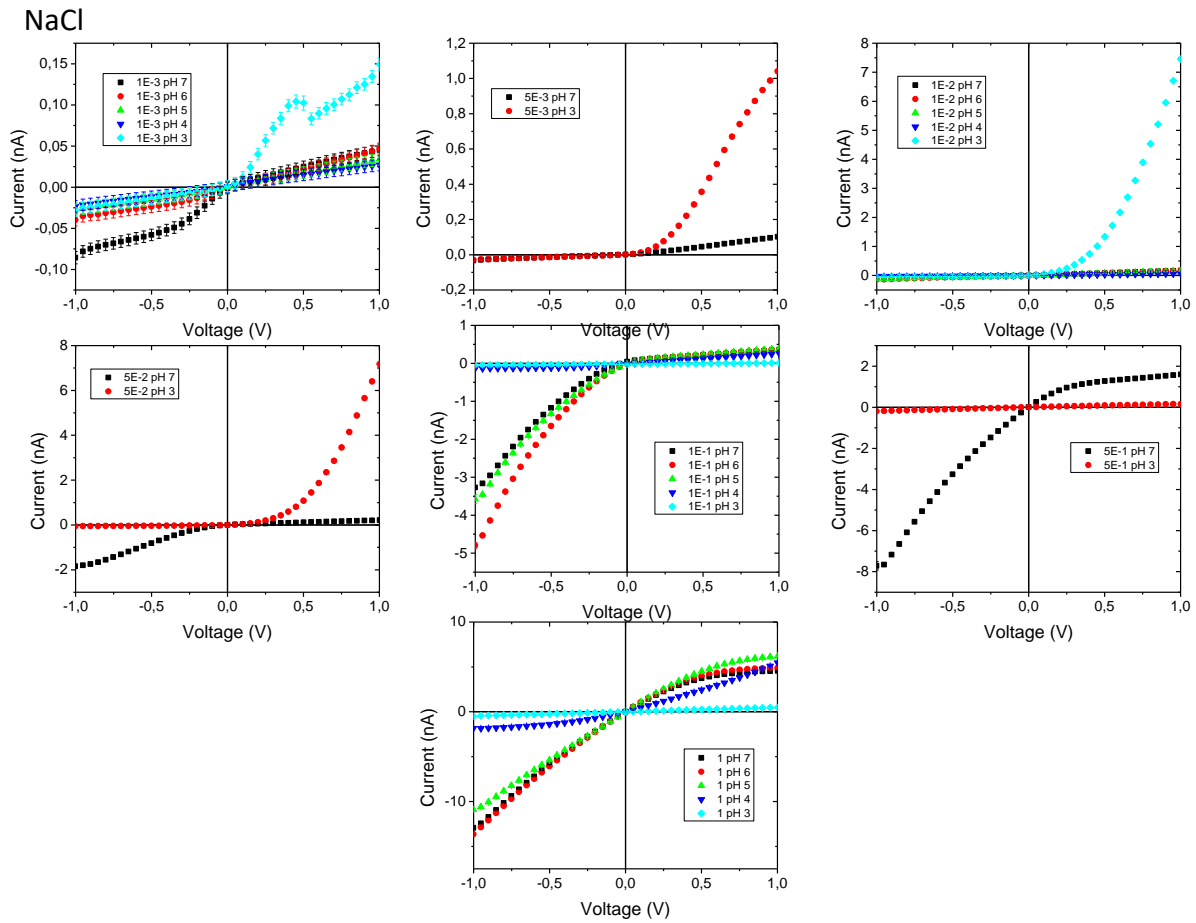 NaCl
0,15
0,10
0,05
0,00
-0,05
-0,10
Current (nA)
1E-3 pH 7
1E-3 pH 6
1E-3 pH 5
1E-3 pH 4
1E-3 pH 3
-1,0 -0,5 0,0 0,5 1,0
Voltage (V)
1,2
1,0
0,8
0,6
0,4
0,2
0,0
-0,2
Current (nA)
5E-3 pH 7
5E-3 pH 3
-1,0 -0,5 0,0 0,5 1,0
Voltage (V)
8
7
6
5
4
3
2
1
0
Current (nA)
1E-2 pH 7
1E-2 pH 6
1E-2 pH 5
1E-2 pH 4
1E-2 pH 3
-1,0 -0,5 0,0 0,5 1,0
Voltage (V)
8
6
4
2
0
-2
Current (nA)
5E-2 pH 7
5E-2 pH 3
-1,0 -0,5 0,0 0,5 1,0
Voltage (V)
1
0
-1
-2
-3
-4
-5
Current (nA)
1E-1 pH 7
1E-1 pH 6
1E-1 pH 5
1E-1 pH 4
1E-1 pH 3
-1,0 -0,5 0,0 0,5 1,0
Voltage (V)
2
0
-2
-4
-6
-8
Current (nA)
5E-1 pH 7
5E-1 pH 3
-1,0 -0,5 0,0 0,5 1,0
Voltage (V)
10
0
-10
Current (nA)
1 pH 7
1 pH 6
1 pH 5
1 pH 4
1 pH 3
-1,0 -0,5 0,0 0,5 1,0
Voltage (V)